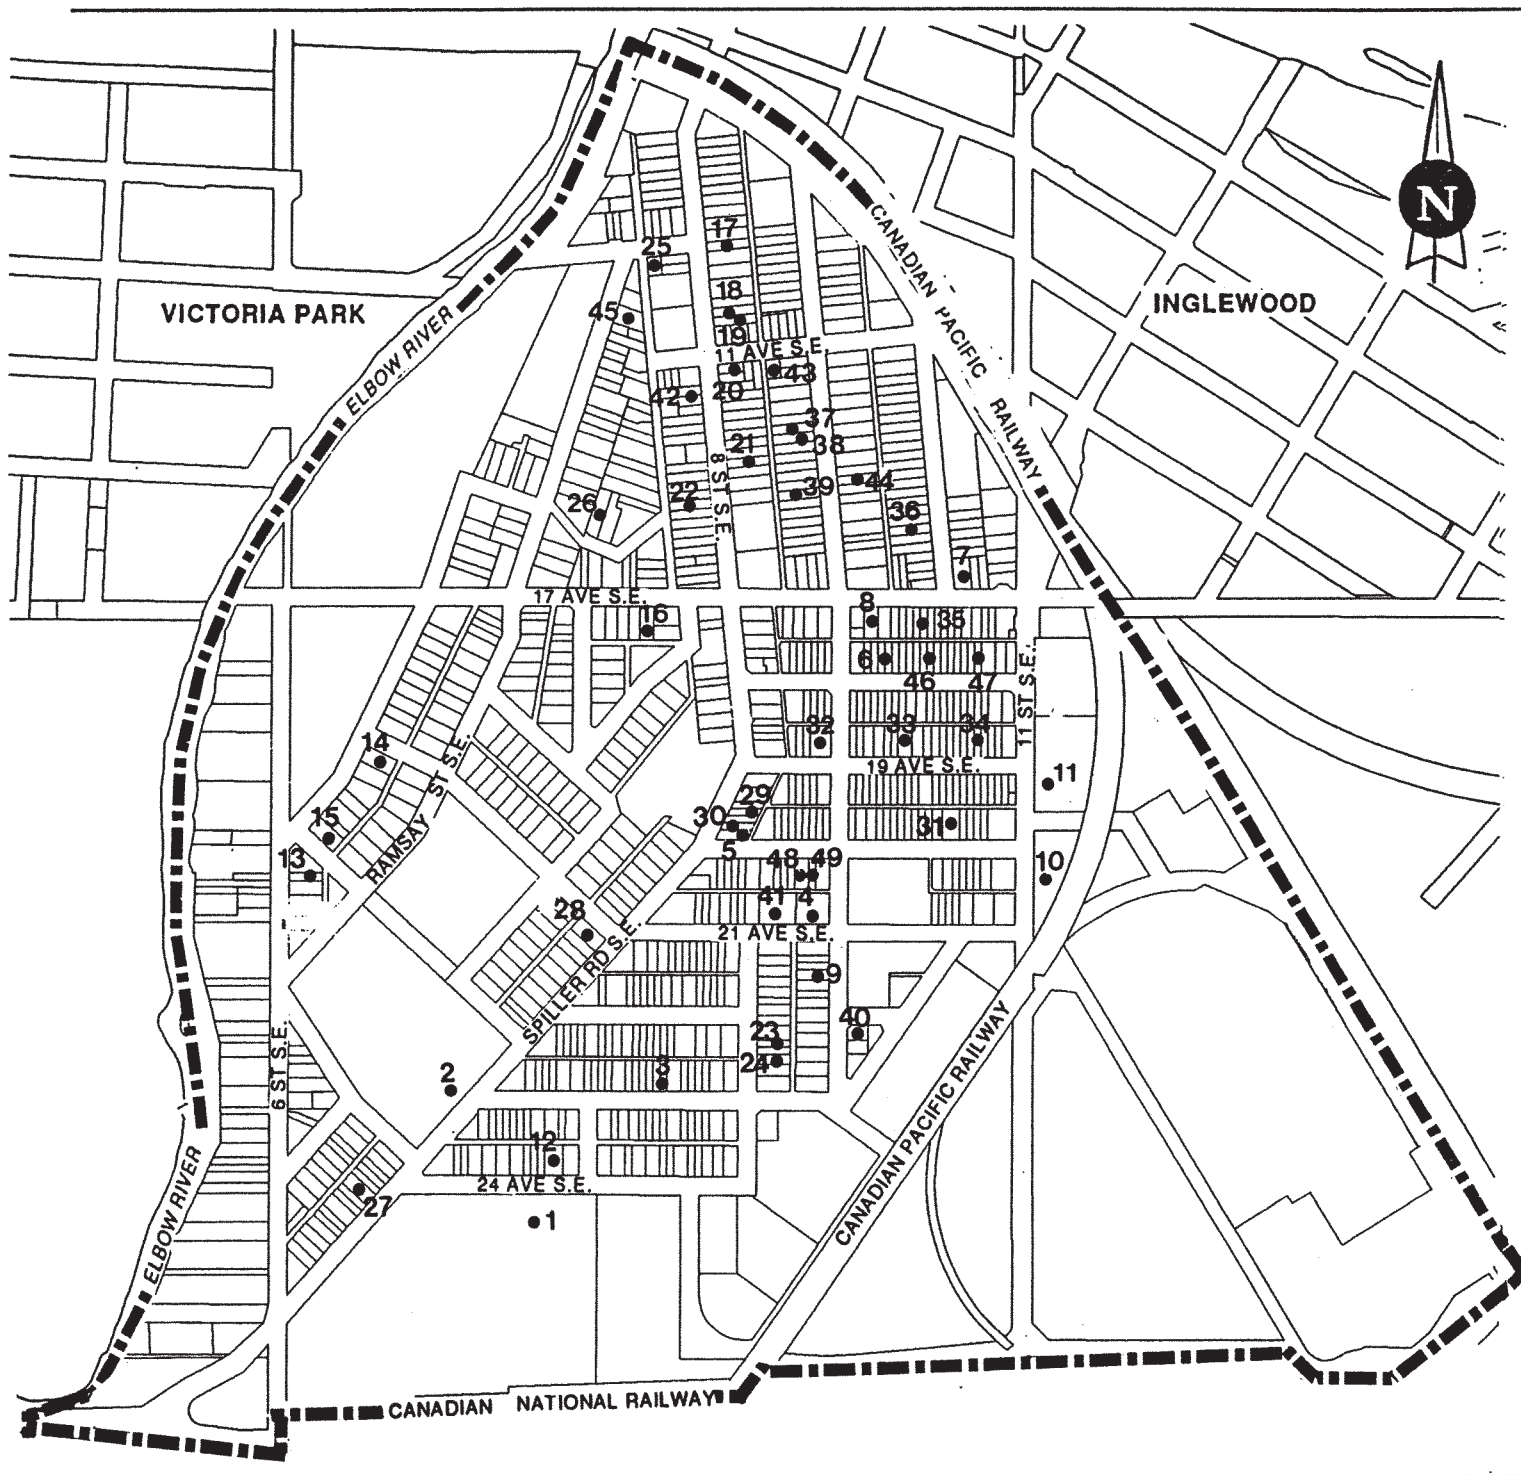 N
17
25
CANADIAN PACIFIC RAILWAY
VICTORIA PARK
18
INGLEWOOD
45
19
ELBOW RIVER
11 AVE S.E
43
42
20
37
38
21
8 ST S.E.
44
39
22
26
36
7
17 AVE S.E.
8
16
35
6
46
47
11 ST S.E.
32
33
34
14
19 AVE S.E.
11
RAMSAY ST S.E.
29
15
30
31
5
13
48
49
10
41
4
28
21 AVE S.E.
SPILLER RD S.E.
9
40
23
24
6 ST S.E.
2
3
CANADIAN PACIFIC RAILWAY
12
24 AVE S.E.
27
1
ELBOW RIVER
CANADIAN NATIONAL RAILWAY